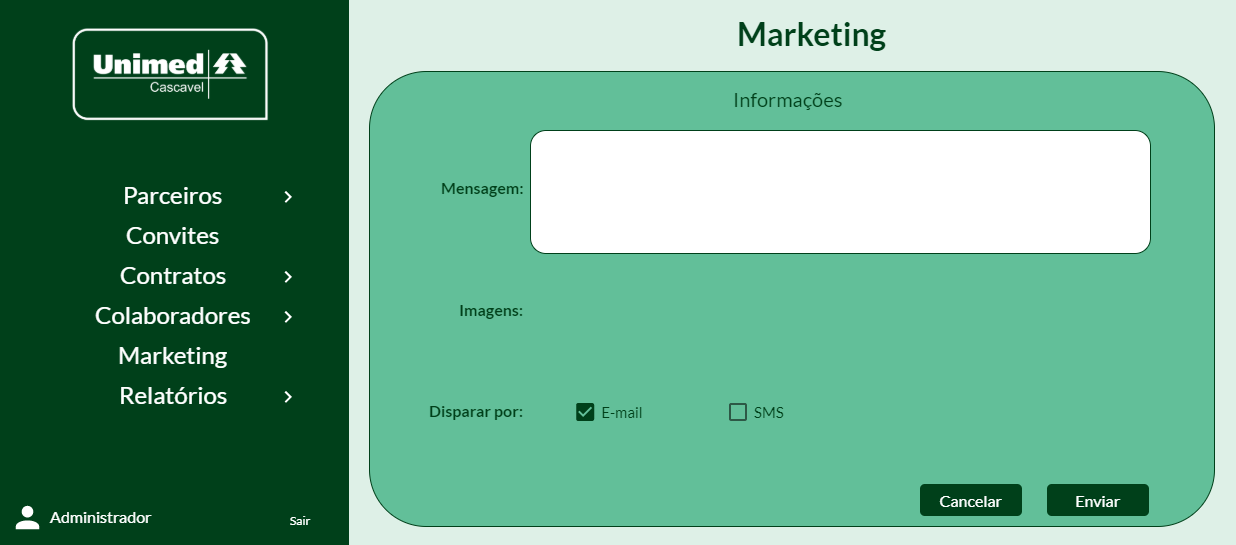 Unimed
Cascavel
Parceiros
Convites
Contratos
Colaboradores
Marketing
Relatórios
Administrador
Sair
Marketing
Informações
Mensagem:
Imagens:
Disparar por:
E-mail
SMS
Cancelar
Enviar